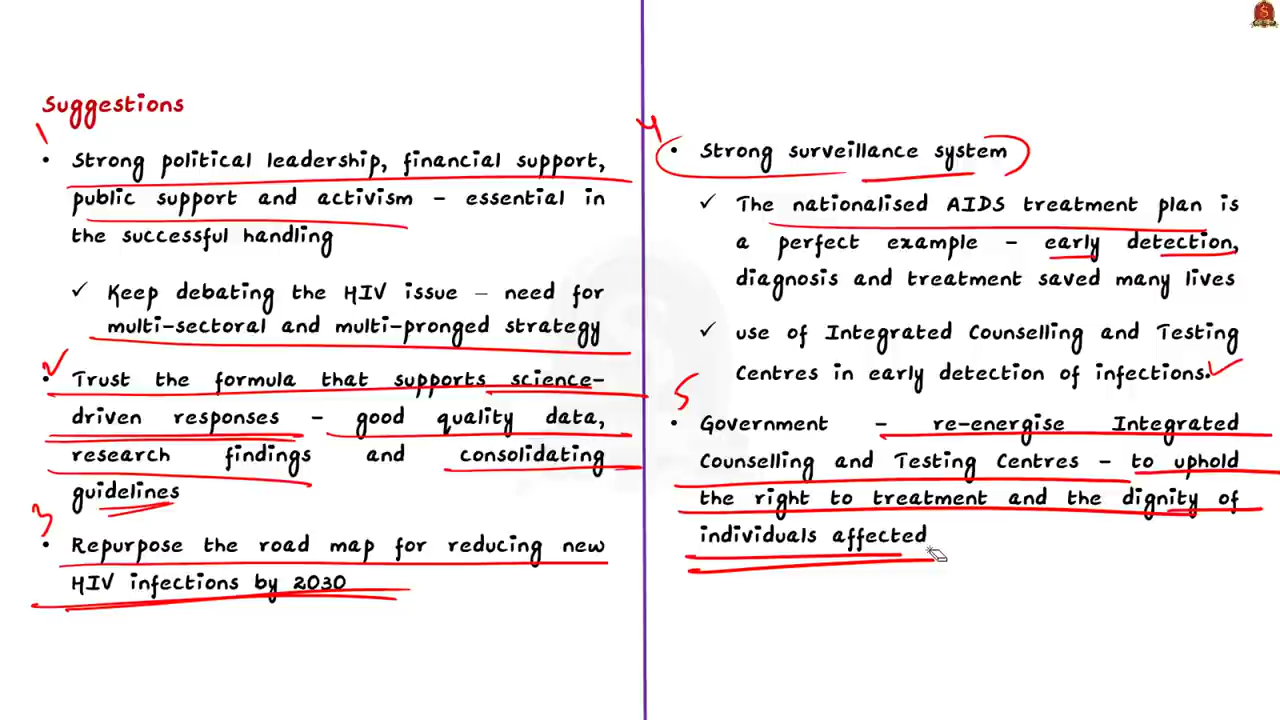 Suggestions
1
• Strong political leadership, financial support,
public support and activism – essential in
the successful handling
✓ Keep debating the HIV issue – need for
multi-sectoral and multi-pronged strategy
• Trust the formula that supports science-
driven responses – good quality data,
research findings and consolidating
guidelines
3
• Repurpose the road map for reducing new
HIV infections by 2030
4
• Strong surveillance system
✓ The nationalised AIDS treatment plan is
a perfect example – early detection,
diagnosis and treatment saved many lives
✓ use of Integrated Counselling and Testing
Centres in early detection of infections.
5
• Government – re-energise Integrated
Counselling and Testing Centres – to uphold
the right to treatment and the dignity of
individuals affected